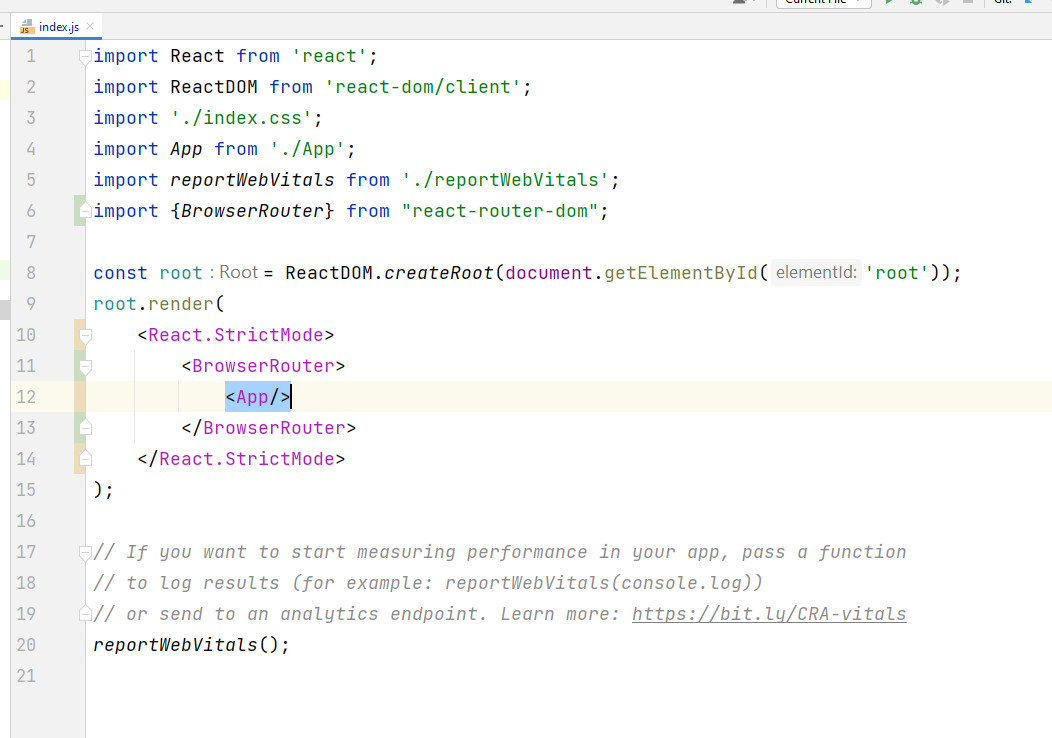 Current File
Git:
JS index.js
1 import React from 'react';
2 import ReactDOM from 'react-dom/client';
3 import './index.css';
4 import App from './App';
5 import reportWebVitals from './reportWebVitals';
6 import {BrowserRouter} from "react-router-dom";
7
8 const root : Root = ReactDOM.createRoot(document.getElementById( elementId: 'root'));
9 root.render(
10 <React.StrictMode>
11 <BrowserRouter>
12 <App/>
13 </BrowserRouter>
14 </React.StrictMode>
15 );
16
17 // If you want to start measuring performance in your app, pass a function
18 // to log results (for example: reportWebVitals(console.log))
19 // or send to an analytics endpoint. Learn more: https://bit.ly/CRA-vitals
20 reportWebVitals();
21